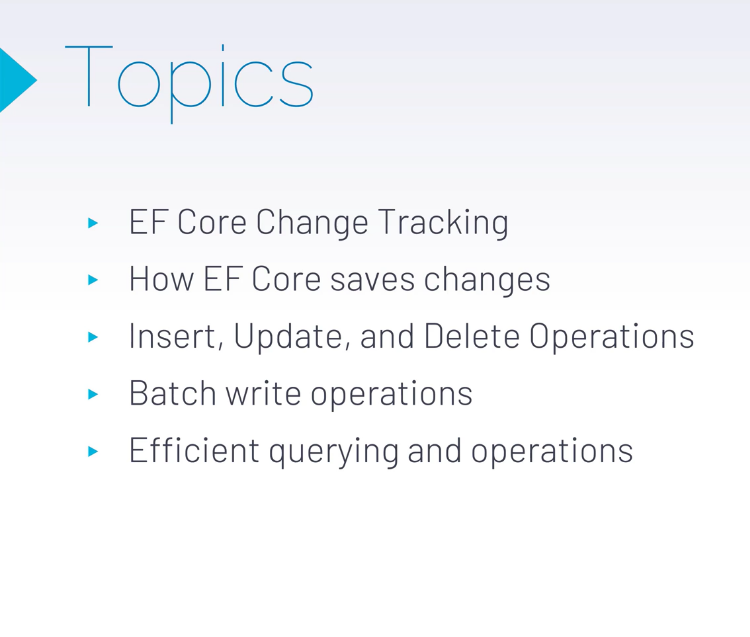 Topics
EF Core Change Tracking
How EF Core saves changes
Insert, Update, and Delete Operations
Batch write operations
Efficient querying and operations